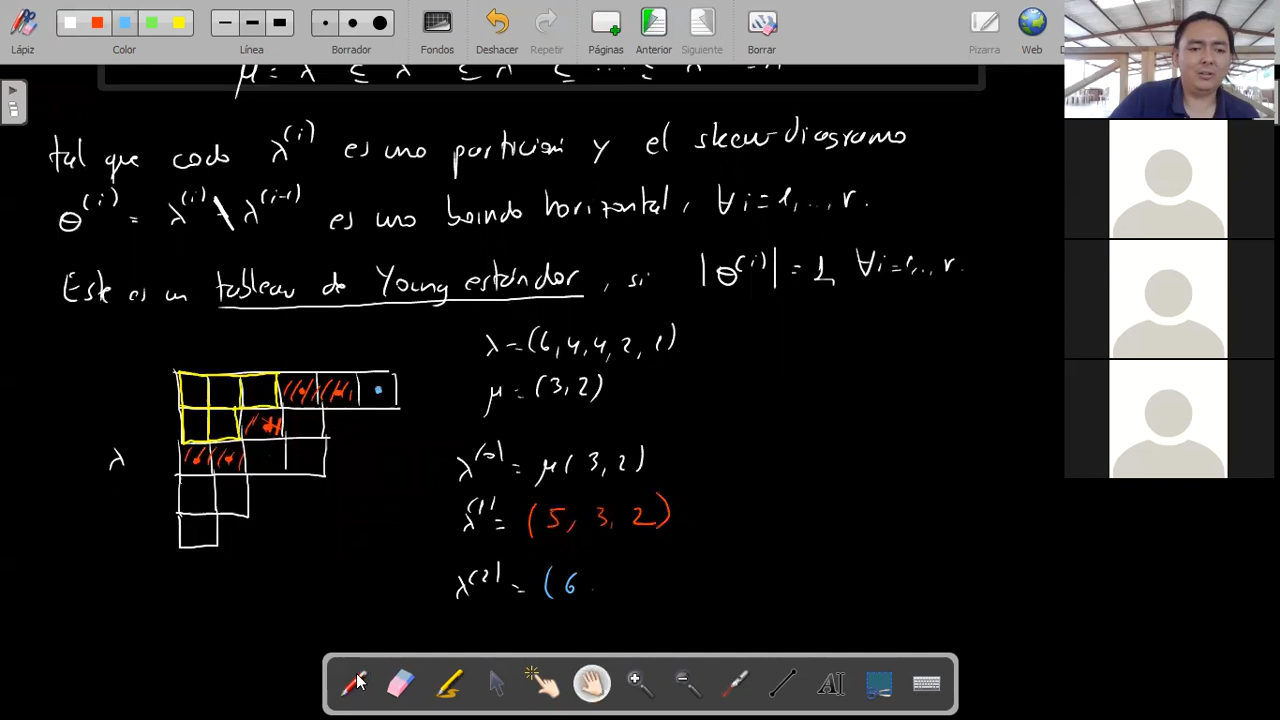 Lápiz
Color
Línea
Borrador
Fondos
Deshacer
Repetir
Páginas
Anterior
Siguiente
Borrar
Pizarra
Web
tal que cada λ^(i) es una partición y el skew-diagrama
θ^(i) = λ^(i) \ λ^(i-1) es una banda horizontal, ∀i=1,...,r.
Este es un tableau de Young estándar, si |θ^(i)| = 1 ∀i=1,...,r.
λ=(6,4,4,2,1)
μ=(3,2)
λ
λ^(0)=μ(3,2)
λ^(1)=(5,3,2)
λ^(2)=(6
AI